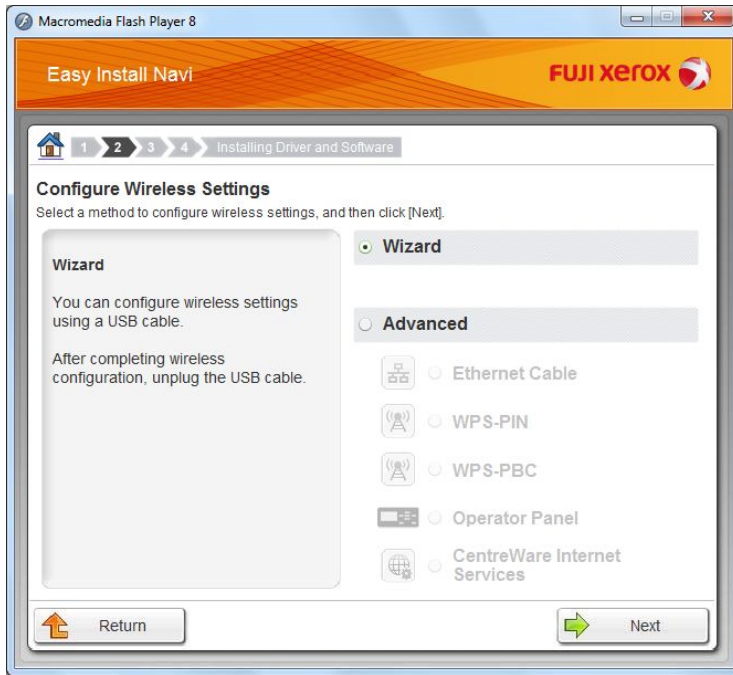 Macromedia Flash Player 8
Easy Install Navi
FUJI xerox
1 2 3 4 Installing Driver and Software
Configure Wireless Settings
Select a method to configure wireless settings, and then click [Next].
Wizard
You can configure wireless settings
using a USB cable.
After completing wireless
configuration, unplug the USB cable.
Wizard
Advanced
Ethernet Cable
WPS-PIN
WPS-PBC
Operator Panel
CentreWare Internet
Services
Return
Next